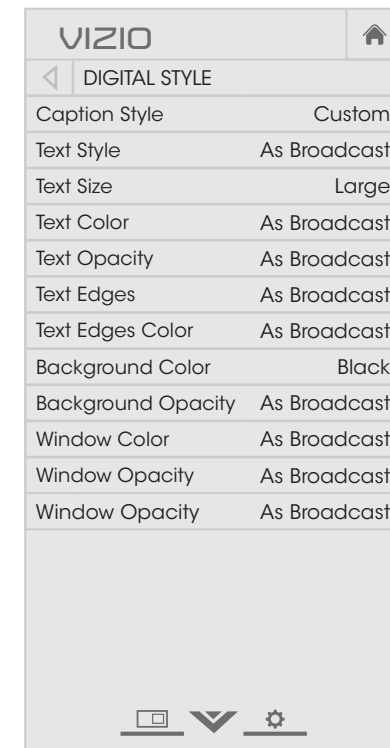 VIZIO
DIGITAL STYLE
Caption Style Custom
Text Style As Broadcast
Text Size Large
Text Color As Broadcast
Text Opacity As Broadcast
Text Edges As Broadcast
Text Edges Color As Broadcast
Background Color Black
Background Opacity As Broadcast
Window Color As Broadcast
Window Opacity As Broadcast
Window Opacity As Broadcast